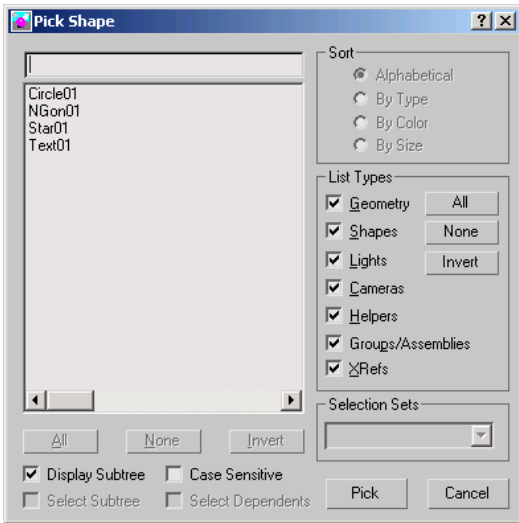 Pick Shape
Circle01
NGon01
Star01
Text01
All None Invert
Display Subtree Case Sensitive
Select Subtree Select Dependents
Sort
Alphabetical
By Type
By Color
By Size
List Types
Geometry All
Shapes None
Lights Invert
Cameras
Helpers
Groups/Assemblies
XRefs
Selection Sets
Pick Cancel